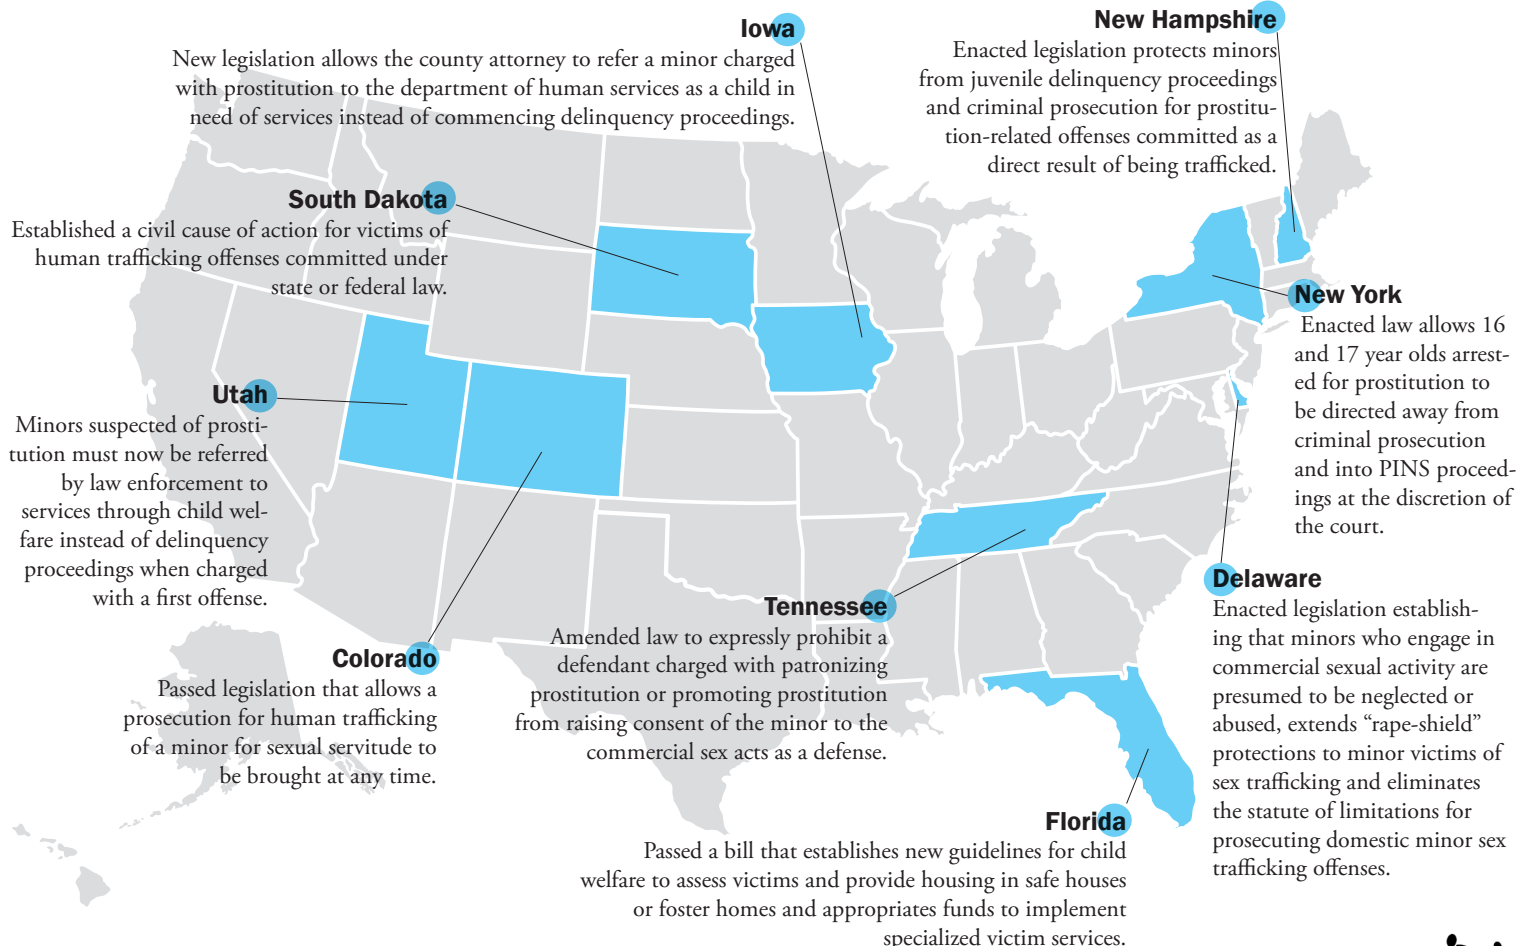 Iowa
New legislation allows the county attorney to refer a minor charged
with prostitution to the department of human services as a child in
need of services instead of commencing delinquency proceedings.
New Hampshire
Enacted legislation protects minors
from juvenile delinquency proceedings
and criminal prosecution for prostitu-
tion-related offenses committed as a
direct result of being trafficked.
South Dakota
Established a civil cause of action for victims of
human trafficking offenses committed under
state or federal law.
New York
Enacted law allows 16
and 17 year olds arrest-
ed for prostitution to
be directed away from
criminal prosecution
and into PINS proceed-
ings at the discretion of
the court.
Utah
Minors suspected of prosti-
tution must now be referred
by law enforcement to
services through child wel-
fare instead of delinquency
proceedings when charged
with a first offense.
Delaware
Enacted legislation establish-
ing that minors who engage in
commercial sexual activity are
presumed to be neglected or
abused, extends “rape-shield”
protections to minor victims of
sex trafficking and eliminates
the statute of limitations for
prosecuting domestic minor sex
trafficking offenses.
Tennessee
Amended law to expressly prohibit a
defendant charged with patronizing
prostitution or promoting prostitution
from raising consent of the minor to the
commercial sex acts as a defense.
Colorado
Passed legislation that allows a
prosecution for human trafficking
of a minor for sexual servitude to
be brought at any time.
Florida
Passed a bill that establishes new guidelines for child
welfare to assess victims and provide housing in safe houses
or foster homes and appropriates funds to implement
specialized victim services.